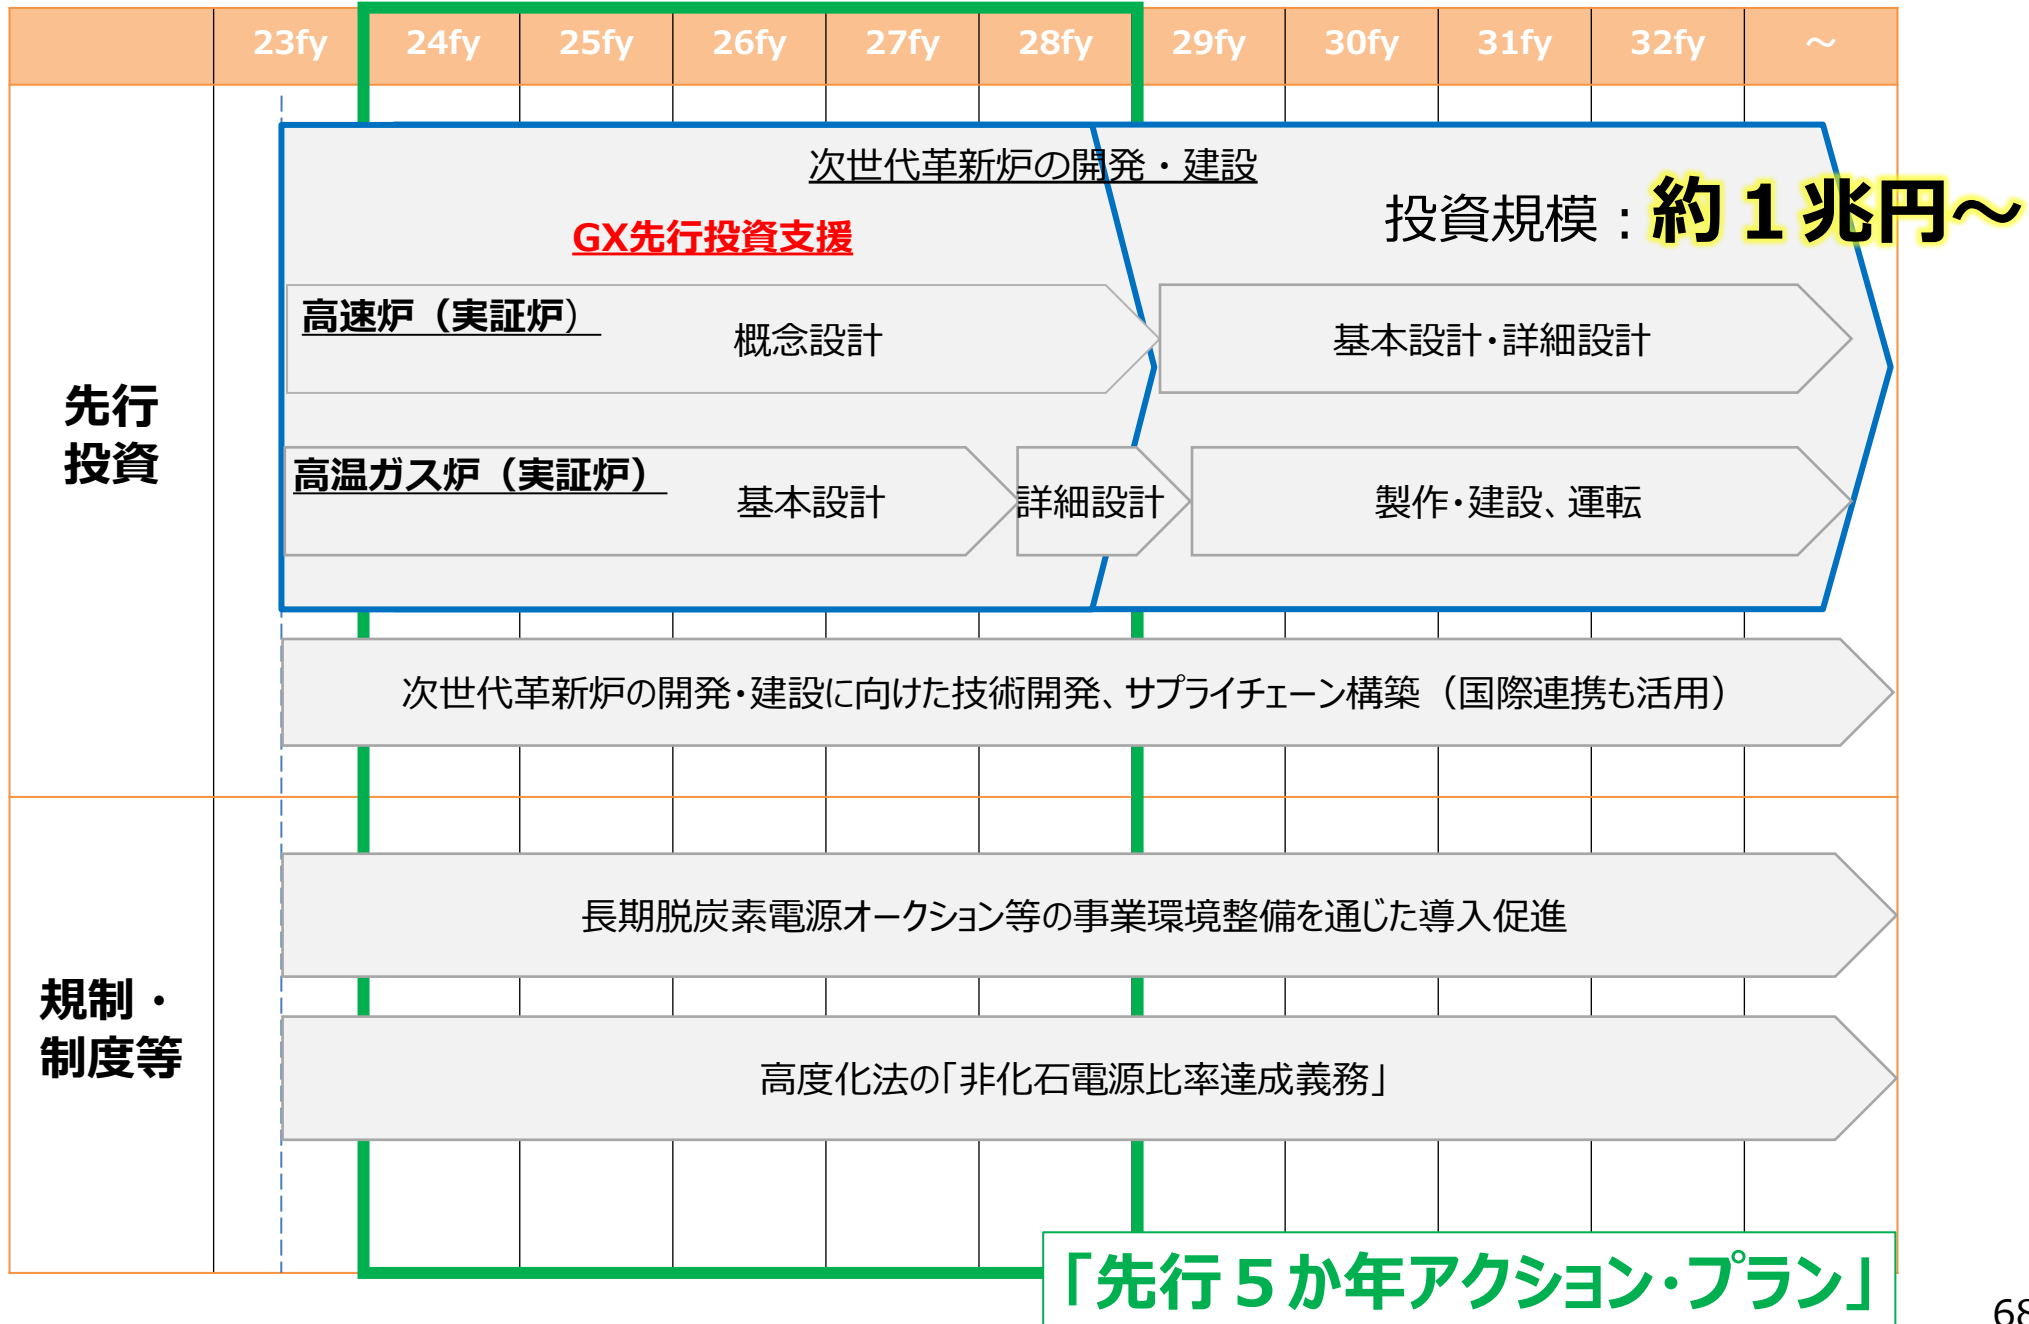 23fy 24fy 25fy 26fy 27fy 28fy 29fy 30fy 31fy 32fy ～
次世代革新炉の開発・建設
投資規模：約１兆円～
GX先行投資支援
高速炉（実証炉）
概念設計
基本設計・詳細設計
先行
投資
高温ガス炉（実証炉）
基本設計
詳細設計
製作・建設、運転
次世代革新炉の開発・建設に向けた技術開発、サプライチェーン構築（国際連携も活用）
長期脱炭素電源オークション等の事業環境整備を通じた導入促進
規制・
制度等
高度化法の「非化石電源比率達成義務」
「先行５か年アクション・プラン」
68